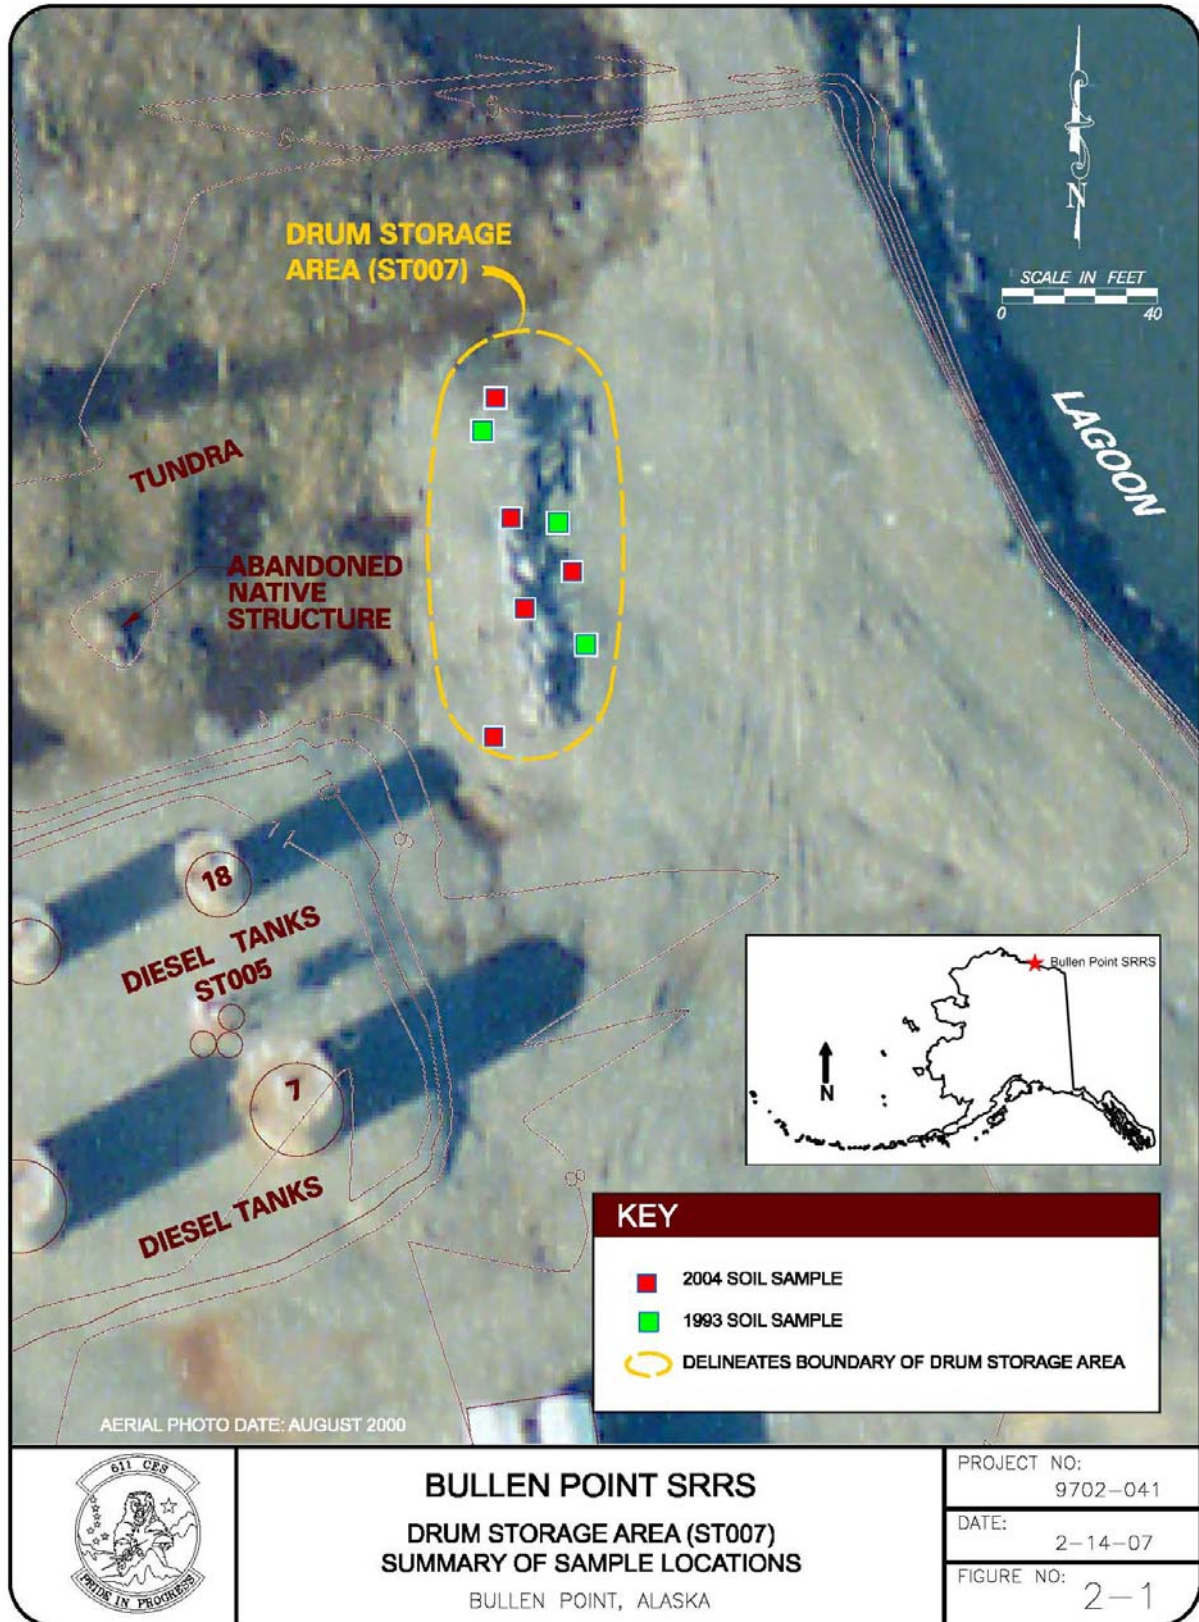 DRUM STORAGE
AREA (ST007)
N
SCALE IN FEET
0 40
LAGOON
TUNDRA
ABANDONED
NATIVE
STRUCTURE
18
DIESEL TANKS
ST005
7
DIESEL TANKS
Bullen Point SRRS
N
KEY
2004 SOIL SAMPLE
1993 SOIL SAMPLE
DELINEATES BOUNDARY OF DRUM STORAGE AREA
AERIAL PHOTO DATE: AUGUST 2000
611 CES
PRIDE IN PROGRESS
BULLEN POINT SRRS
DRUM STORAGE AREA (ST007)
SUMMARY OF SAMPLE LOCATIONS
BULLEN POINT, ALASKA
PROJECT NO:
9702-041
DATE:
2-14-07
FIGURE NO:
2-1